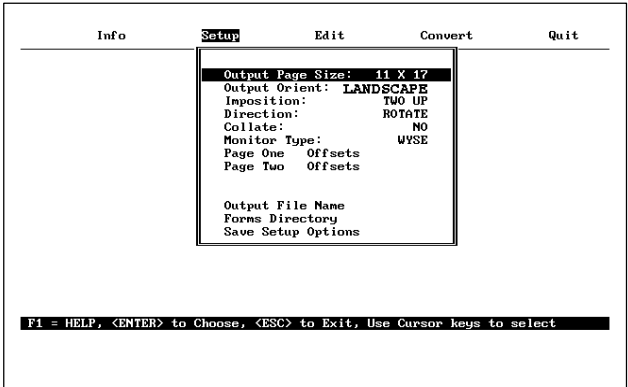 Info Setup Edit Convert Quit
Output Page Size: 11 X 17
Output Orient: LANDSCAPE
Imposition: TWO UP
Direction: ROTATE
Collate: NO
Monitor Type: WYSE
Page One Offsets
Page Two Offsets
Output File Name
Forms Directory
Save Setup Options
F1 = HELP, <ENTER> to Choose, <ESC> to Exit, Use Cursor keys to select